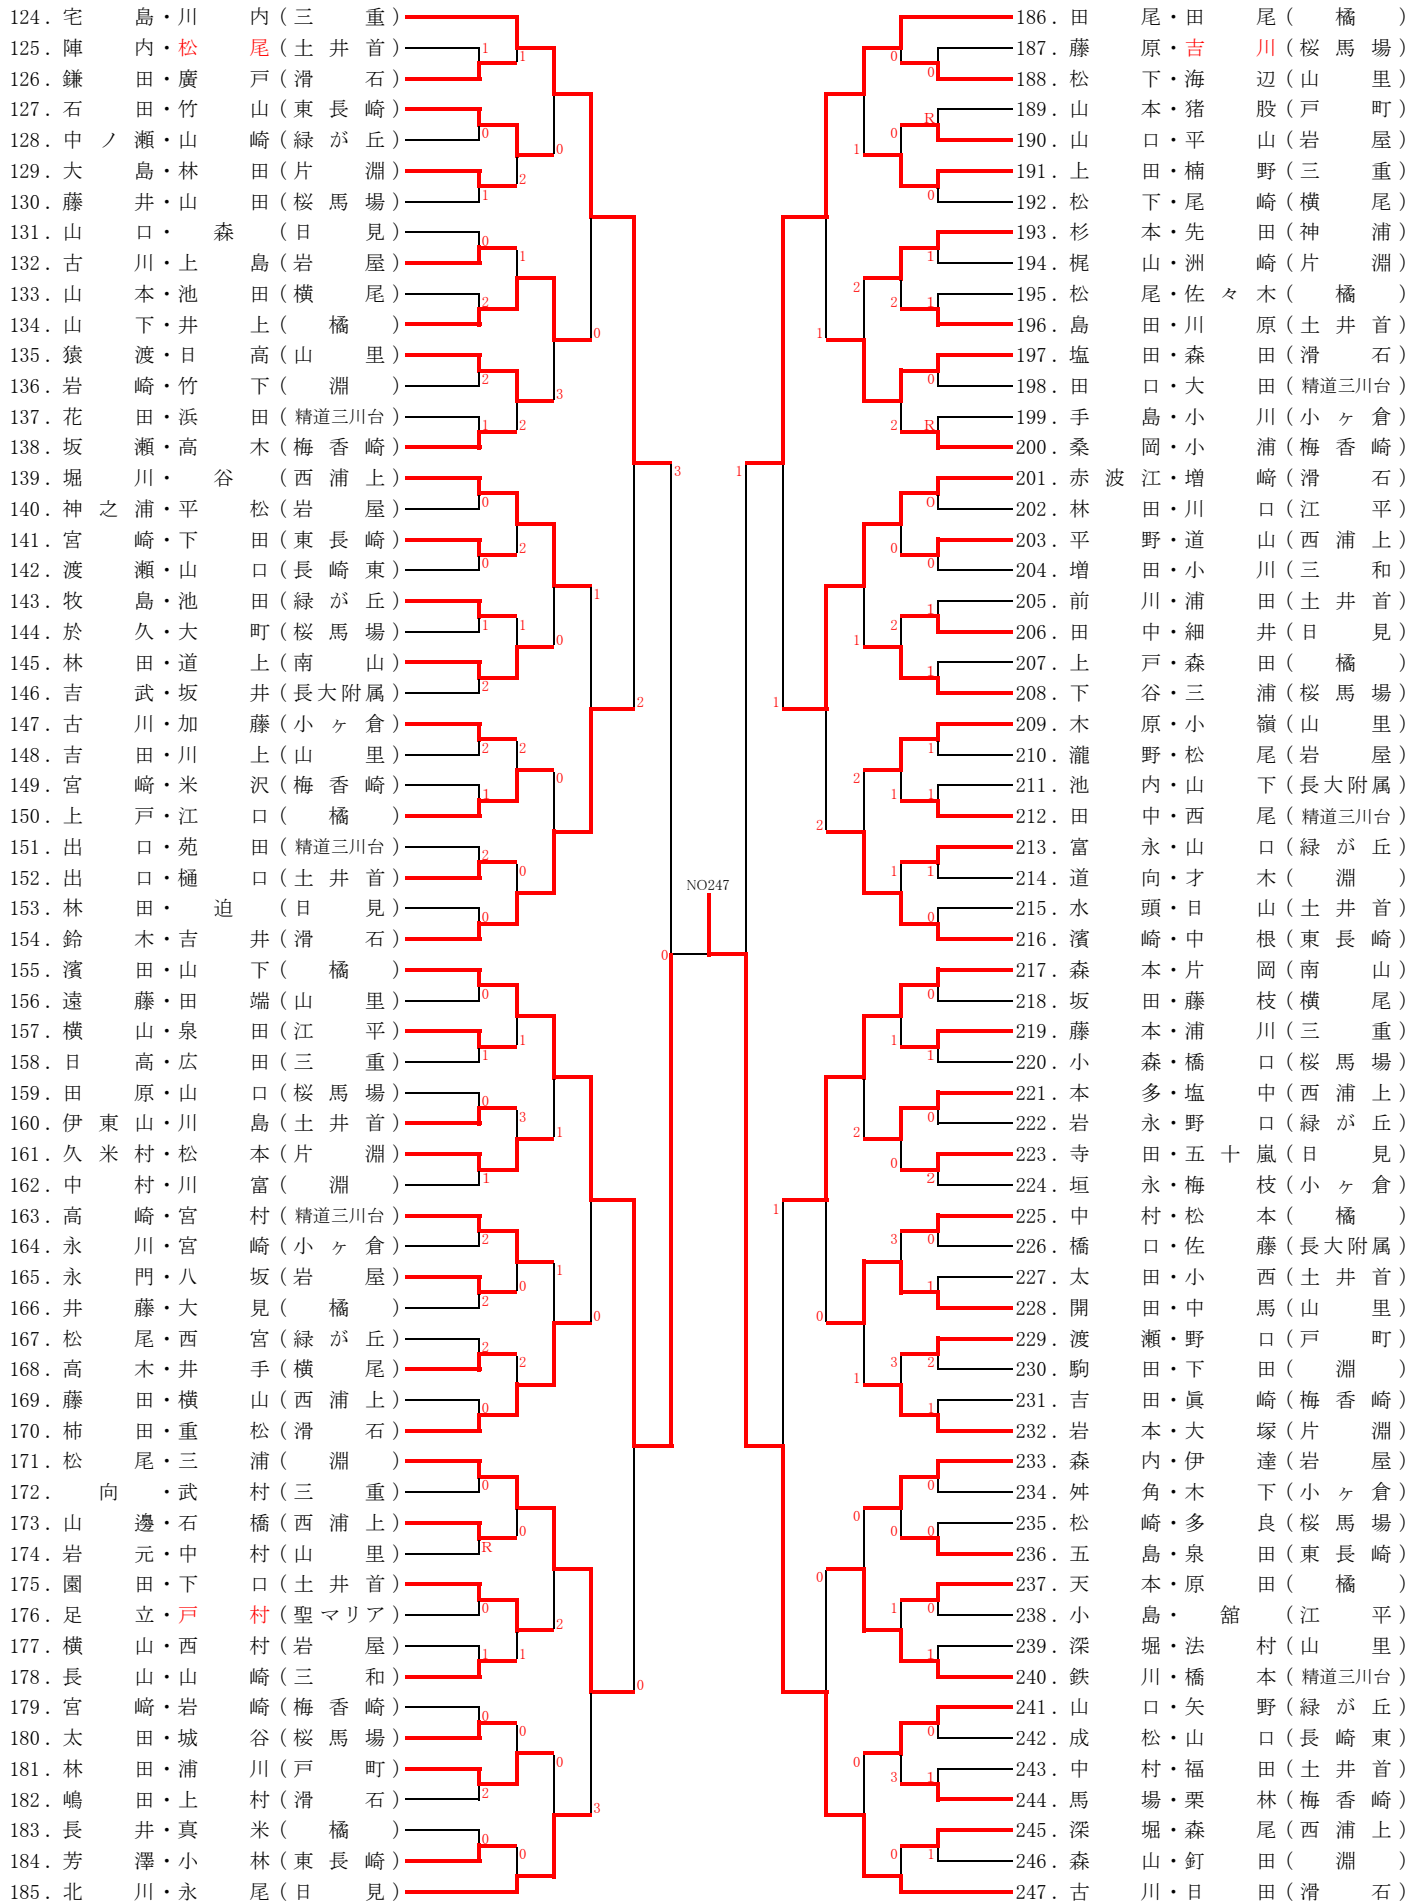 124. 宅島・川内(三重)
125. 陣内・松尾(土井首)
126. 鎌田・廣戸(滑石)
127. 石田・竹山(東長崎)
128. 中ノ瀬・山崎(緑が丘)
129. 大島・林田(片淵)
130. 藤井・山田(桜馬場)
131. 山口・森(日見)
132. 古川・上島(岩屋)
133. 山本・池田(横尾)
134. 山下・井上(橘)
135. 猿渡・日高(山里)
136. 岩崎・竹下(淵)
137. 花田・浜田(精道三川台)
138. 坂瀬・高木(梅香崎)
139. 堀川・谷(西浦上)
140. 神之浦・平松(岩屋)
141. 宮崎・下田(東長崎)
142. 渡瀬・山口(長崎東)
143. 牧島・池田(緑が丘)
144. 於久・大町(桜馬場)
145. 林田・道上(南山)
146. 吉武・坂井(長大附属)
147. 古川・加藤(小ヶ倉)
148. 吉田・川上(山里)
149. 宮﨑・米沢(梅香崎)
150. 上戸・江口(橘)
151. 出口・苑田(精道三川台)
152. 出口・樋口(土井首)
153. 林田・迫(日見)
154. 鈴木・吉井(滑石)
155. 濱田・山下(橘)
156. 遠藤・田端(山里)
157. 横山・泉田(江平)
158. 日高・広田(三重)
159. 田原・山口(桜馬場)
160. 伊東山・川島(土井首)
161. 久米村・松本(片淵)
162. 中村・川富(淵)
163. 高崎・宮村(精道三川台)
164. 永川・宮崎(小ヶ倉)
165. 永門・八坂(岩屋)
166. 井藤・大見(橘)
167. 松尾・西宮(緑が丘)
168. 高木・井手(横尾)
169. 藤田・横山(西浦上)
170. 柿田・重松(滑石)
171. 松尾・三浦(淵)
172. 向・武村(三重)
173. 山邊・石橋(西浦上)
174. 岩元・中村(山里)
175. 園田・下口(土井首)
176. 足立・戸村(聖マリア)
177. 横山・西村(岩屋)
178. 長山・山崎(三和)
179. 宮﨑・岩崎(梅香崎)
180. 太田・城谷(桜馬場)
181. 林田・浦川(戸町)
182. 嶋田・上村(滑石)
183. 長井・真米(橘)
184. 芳澤・小林(東長崎)
185. 北川・永尾(日見)
NO247
186. 田尾・田尾(橘)
187. 藤原・吉川(桜馬場)
188. 松下・海辺(山里)
189. 山本・猪股(戸町)
190. 山口・平山(岩屋)
191. 上田・楠野(三重)
192. 松下・尾崎(横尾)
193. 杉本・先田(神浦)
194. 梶山・洲崎(片淵)
195. 松尾・佐々木(橘)
196. 島田・川原(土井首)
197. 塩田・森田(滑石)
198. 田口・大田(精道三川台)
199. 手島・小川(小ヶ倉)
200. 桑岡・小浦(梅香崎)
201. 赤波江・増﨑(滑石)
202. 林田・川口(江平)
203. 平野・道山(西浦上)
204. 増田・小川(三和)
205. 前川・浦田(土井首)
206. 田中・細井(日見)
207. 上戸・森田(橘)
208. 下谷・三浦(桜馬場)
209. 木原・小嶺(山里)
210. 瀧野・松尾(岩屋)
211. 池内・山下(長大附属)
212. 田中・西尾(精道三川台)
213. 富永・山口(緑が丘)
214. 道向・才木(淵)
215. 水頭・日山(土井首)
216. 濱崎・中根(東長崎)
217. 森本・片岡(南山)
218. 坂田・藤枝(横尾)
219. 藤本・浦川(三重)
220. 小森・橋口(桜馬場)
221. 本多・塩中(西浦上)
222. 岩永・野口(緑が丘)
223. 寺田・五十嵐(日見)
224. 垣永・梅枝(小ヶ倉)
225. 中村・松本(橘)
226. 橋口・佐藤(長大附属)
227. 太田・小西(土井首)
228. 開田・中馬(山里)
229. 渡瀬・野口(戸町)
230. 駒田・下田(淵)
231. 吉田・眞崎(梅香崎)
232. 岩本・大塚(片淵)
233. 森内・伊達(岩屋)
234. 舛角・木下(小ヶ倉)
235. 松崎・多良(桜馬場)
236. 五島・泉田(東長崎)
237. 天本・原田(橘)
238. 小島・舘(江平)
239. 深堀・法村(山里)
240. 鉄川・橋本(精道三川台)
241. 山口・矢野(緑が丘)
242. 成松・山口(長崎東)
243. 中村・福田(土井首)
244. 馬場・栗林(梅香崎)
245. 深堀・森尾(西浦上)
246. 森山・釘田(淵)
247. 古川・日田(滑石)